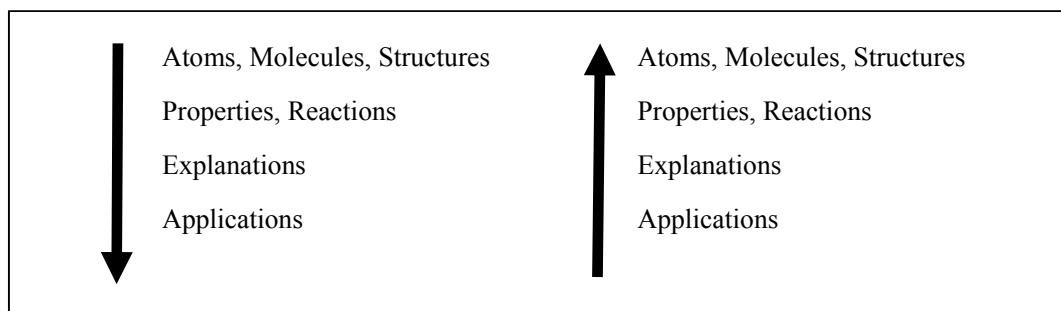 Atoms, Molecules, Structures
Properties, Reactions
Explanations
Applications
Atoms, Molecules, Structures
Properties, Reactions
Explanations
Applications